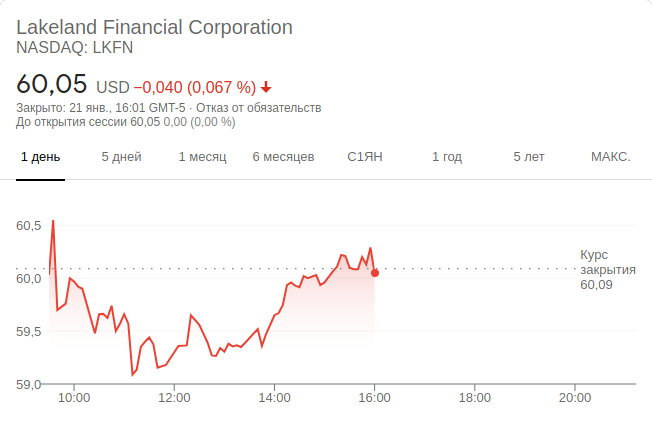 Lakeland Financial Corporation
NASDAQ: LKFN
60,05 USD −0,040 (0,067 %)
Закрыто: 21 янв., 16:01 GMT-5 · Отказ от обязательств
До открытия сессии 60,05 0,00 (0,00 %)
1 день 5 дней 1 месяц 6 месяцев С1ЯН 1 год 5 лет МАКС.
60,5
Курс
закрытия
60,09
60,0
59,5
59,0
10:00 12:00 14:00 16:00 18:00 20:00